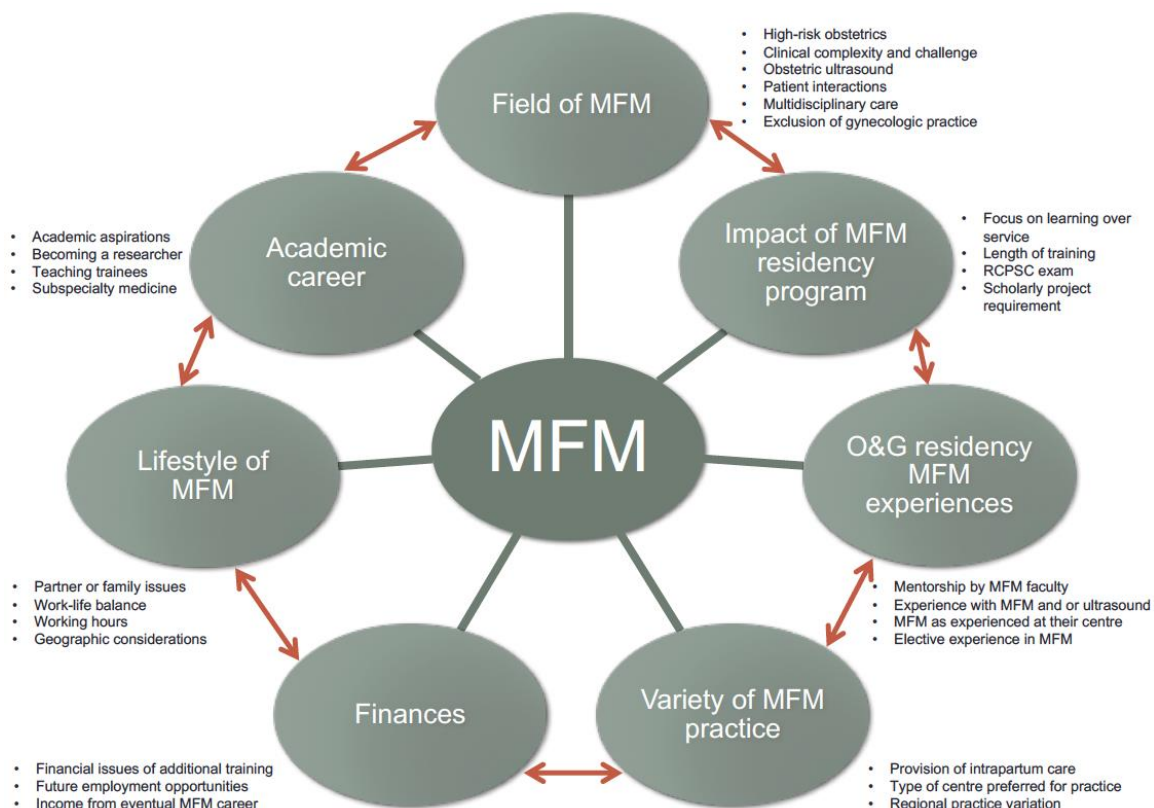 Field of MFM
• High-risk obstetrics
• Clinical complexity and challenge
• Obstetric ultrasound
• Patient interactions
• Multidisciplinary care
• Exclusion of gynecologic practice
Impact of MFM
residency
program
• Focus on learning over
service
• Length of training
• RCPSC exam
• Scholarly project
requirement
O&G residency
MFM
experiences
• Mentorship by MFM faculty
• Experience with MFM and or ultrasound
• MFM as experienced at their centre
• Elective experience in MFM
Variety of MFM
practice
• Provision of intrapartum care
• Type of centre preferred for practice
• Regional practice variation
Finances
• Financial issues of additional training
• Future employment opportunities
• Income from eventual MFM career
Lifestyle of
MFM
• Partner or family issues
• Work-life balance
• Working hours
• Geographic considerations
Academic
career
• Academic aspirations
• Becoming a researcher
• Teaching trainees
• Subspecialty medicine
MFM